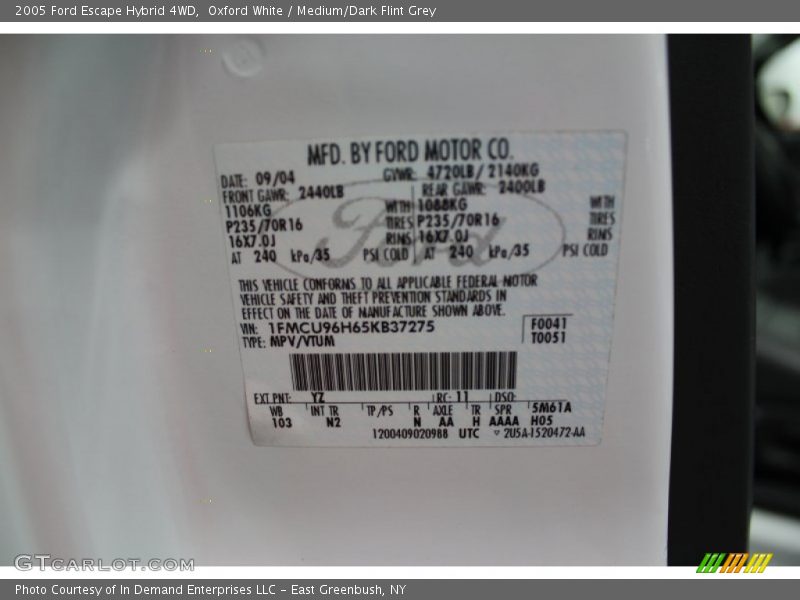 2005 Ford Escape Hybrid 4WD,  Oxford White / Medium/Dark Flint Grey
MFD. BY FORD MOTOR CO.
DATE: 09/04 GVWR: 4720LB/ 2140KG
FRONT GAWR: 2440LB REAR GAWR: 2400LB
1106KG WITH 1088KG WITH
P235/70R16 TIRES P235/70R16 TIRES
16X7.0J RIMS 16X7.0J RIMS
AT 240 kPa/35 PSI COLD AT 240 kPa/35 PSI COLD
Ford
THIS VEHICLE CONFORMS TO ALL APPLICABLE FEDERAL MOTOR
VEHICLE SAFETY AND THEFT PREVENTION STANDARDS IN
EFFECT ON THE DATE OF MANUFACTURE SHOWN ABOVE.
VIN: 1FMCU96H65KB37275 F0041
TYPE: MPV/VTUM T0051
EXT PNT: YZ RC: 11 DSO:
WB INT TR TP/PS R AXLE TR SPR 5M61A
103 N2 N AA H AAAA H05
1200409020988 UTC ▽ 2U5A-1520472-AA
GTCARLOT.COM
Photo Courtesy of In Demand Enterprises LLC - East Greenbush, NY